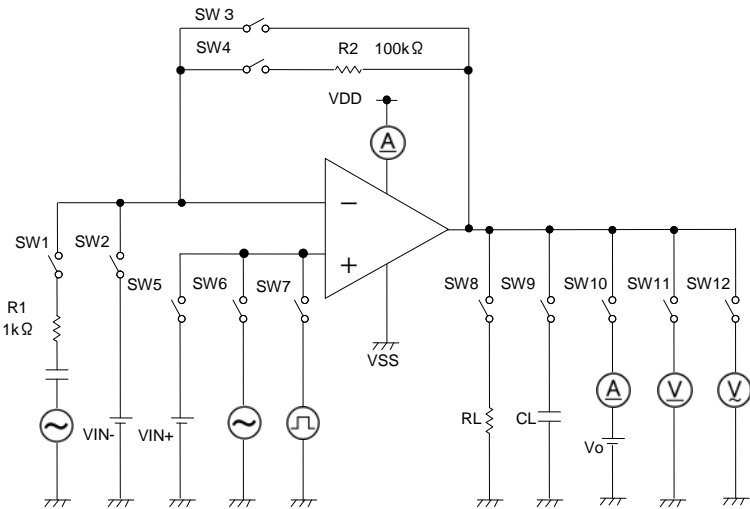 SW 3
SW4
R2 100kΩ
VDD
A
−
+
SW1
SW2
SW5
SW6
SW7
SW8
SW9
SW10
SW11
SW12
R1
1kΩ
VSS
VIN-
VIN+
RL
CL
A
V
V
Vo